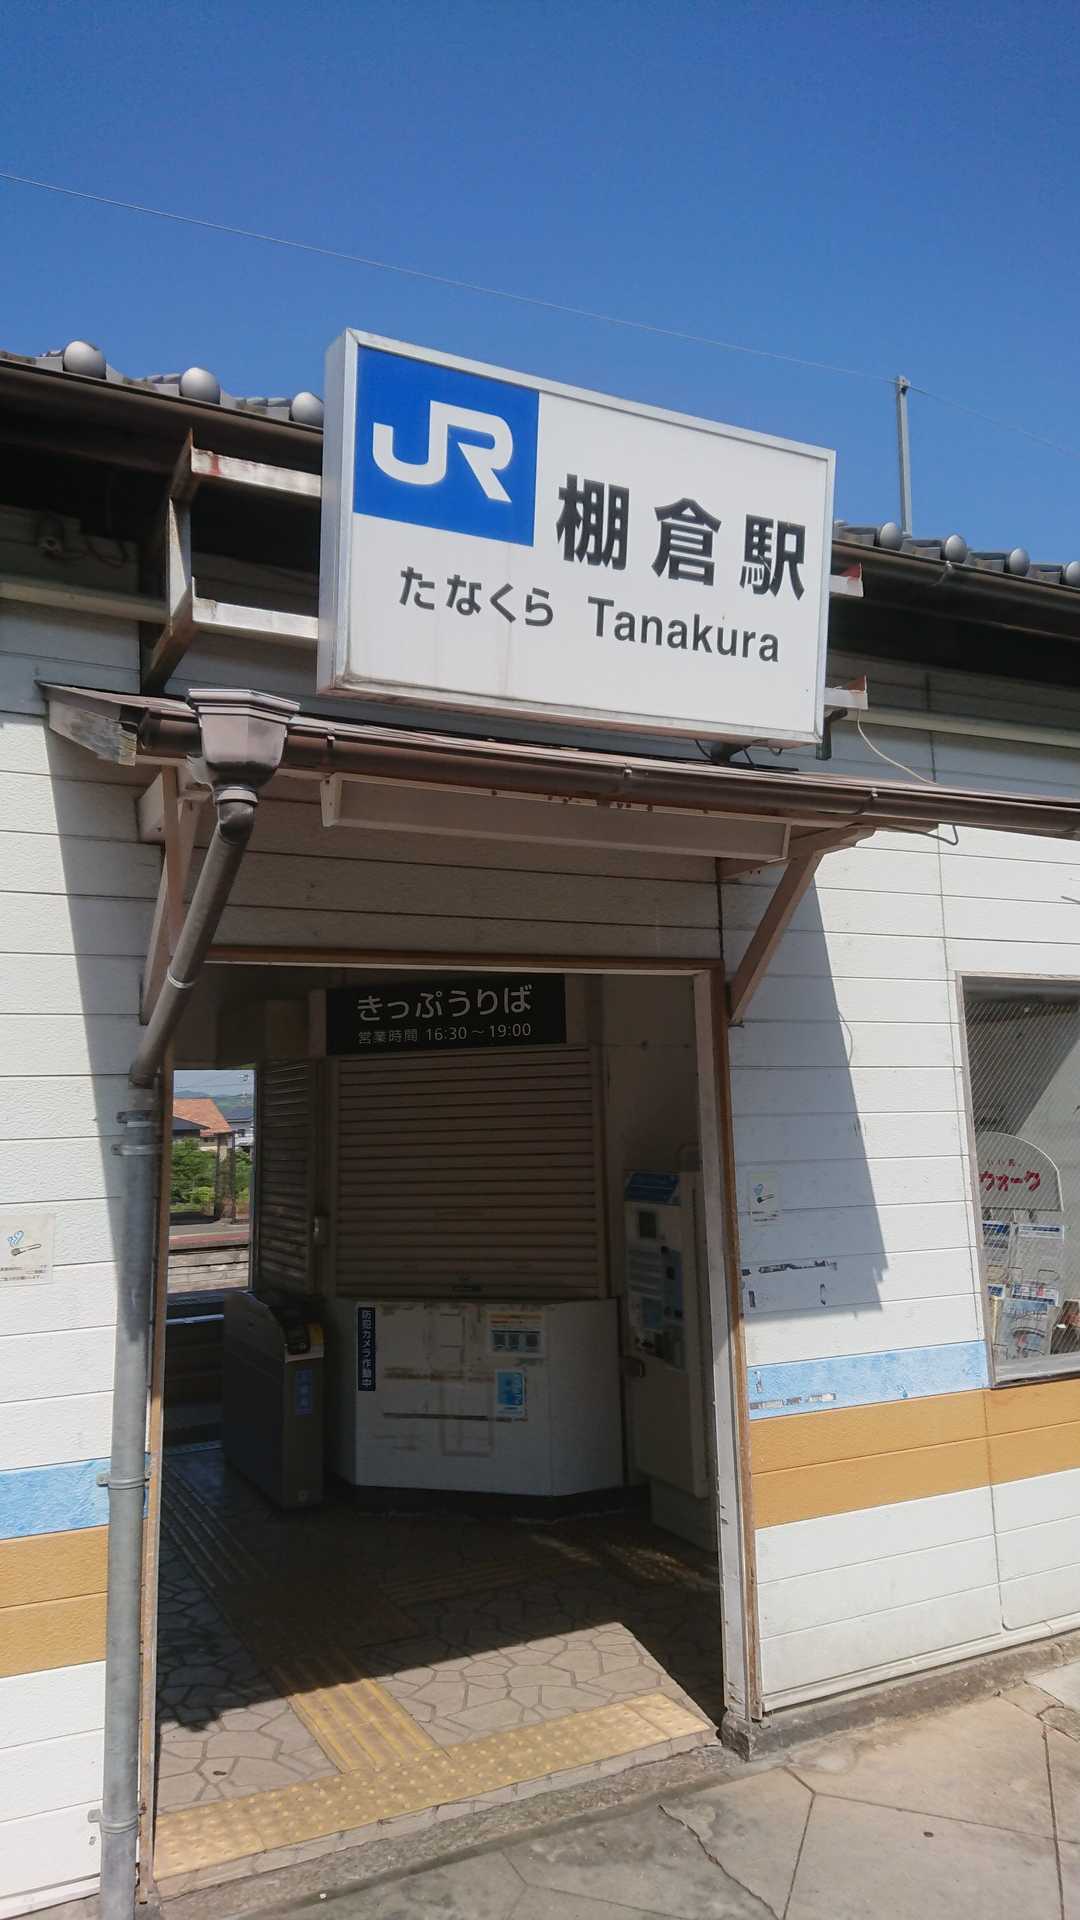 JR
棚倉駅
たなくら Tanakura
きっぷうりば
営業時間 16:30～19:00
防犯カメラ作動中
ウォーク